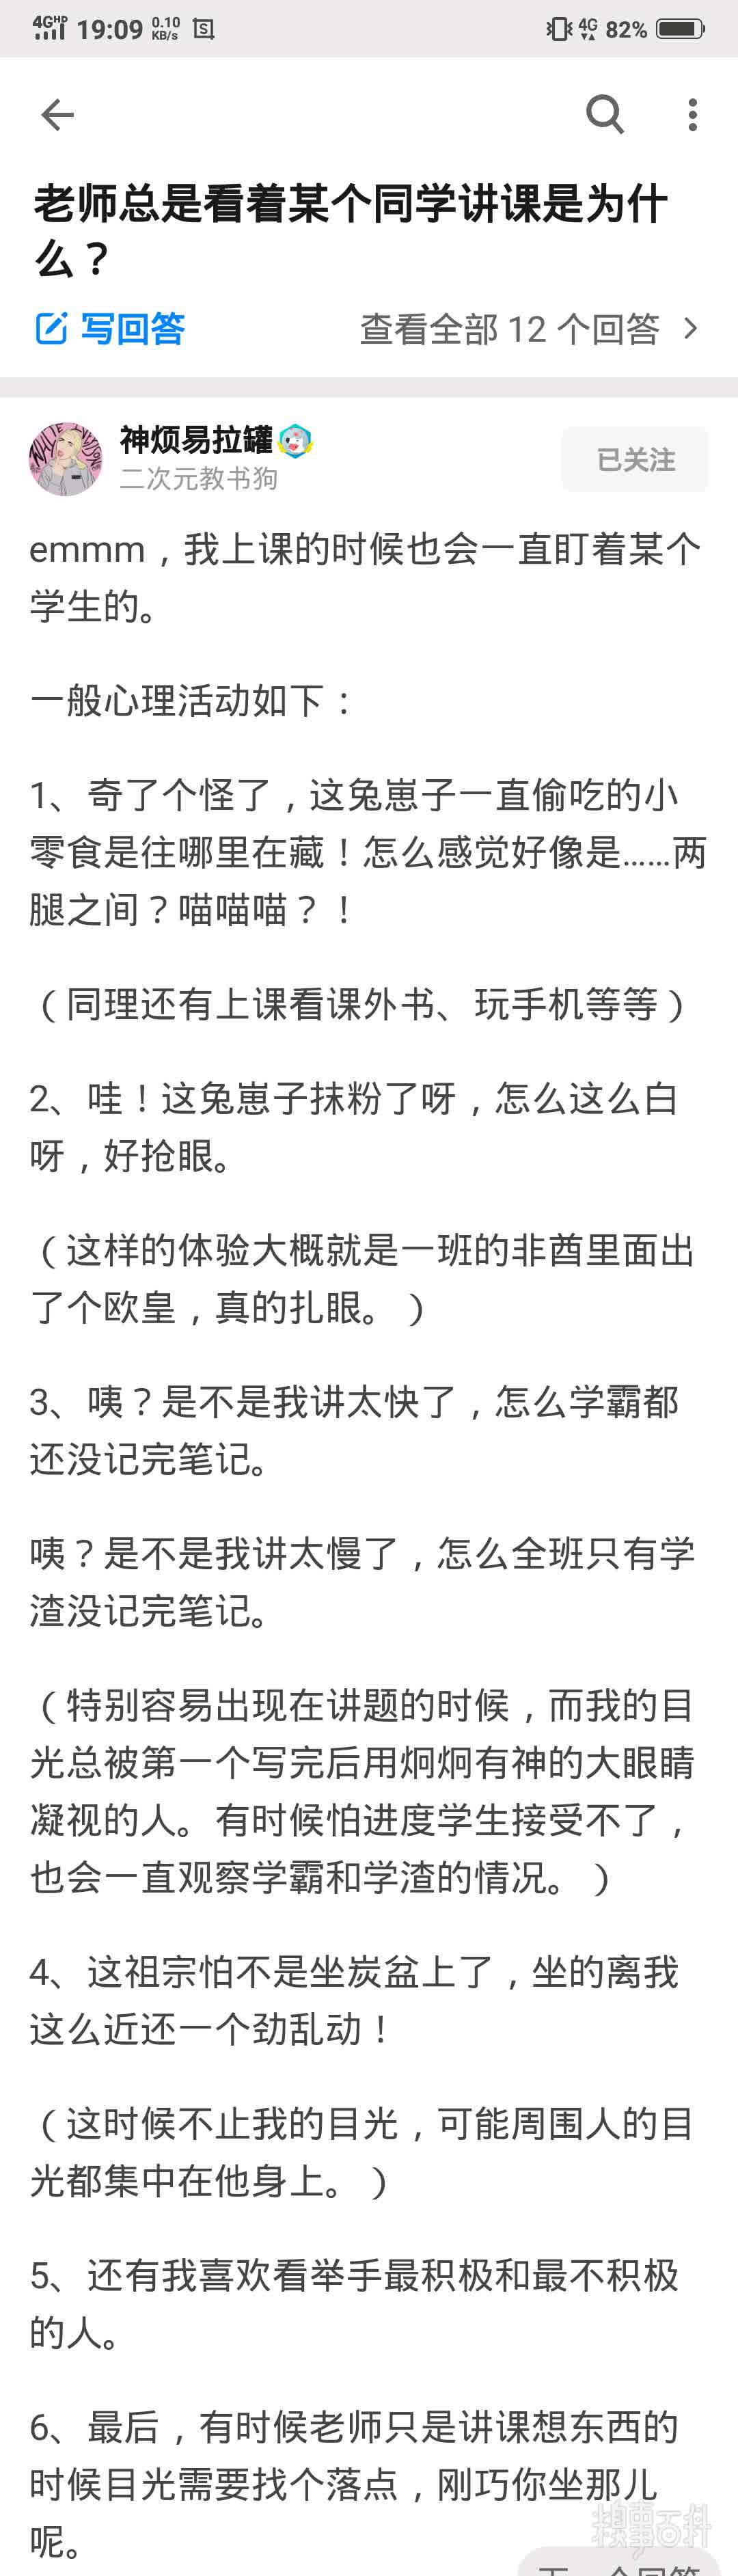 4GHD 19:09 0.10 KB/s S 4G 82%
老师总是看着某个同学讲课是为什
么？
写回答 查看全部 12 个回答
神烦易拉罐
二次元教书狗
已关注
emmm，我上课的时候也会一直盯着某个
学生的。
一般心理活动如下：
1、奇了个怪了，这兔崽子一直偷吃的小
零食是往哪里在藏！怎么感觉好像是……两
腿之间？喵喵喵？！
（同理还有上课看课外书、玩手机等等）
2、哇！这兔崽子抹粉了呀，怎么这么白
呀，好抢眼。
（这样的体验大概就是一班的非酋里面出
了个欧皇，真的扎眼。）
3、咦？是不是我讲太快了，怎么学霸都
还没记完笔记。
咦？是不是我讲太慢了，怎么全班只有学
渣没记完笔记。
（特别容易出现在讲题的时候，而我的目
光总被第一个写完后用炯炯有神的大眼睛
凝视的人。有时候怕进度学生接受不了，
也会一直观察学霸和学渣的情况。）
4、这祖宗怕不是坐炭盆上了，坐的离我
这么近还一个劲乱动！
（这时候不止我的目光，可能周围人的目
光都集中在他身上。）
5、还有我喜欢看举手最积极和最不积极
的人。
6、最后，有时候老师只是讲课想东西的
时候目光需要找个落点，刚巧你坐那儿
呢。
糗事百科
下一个回答